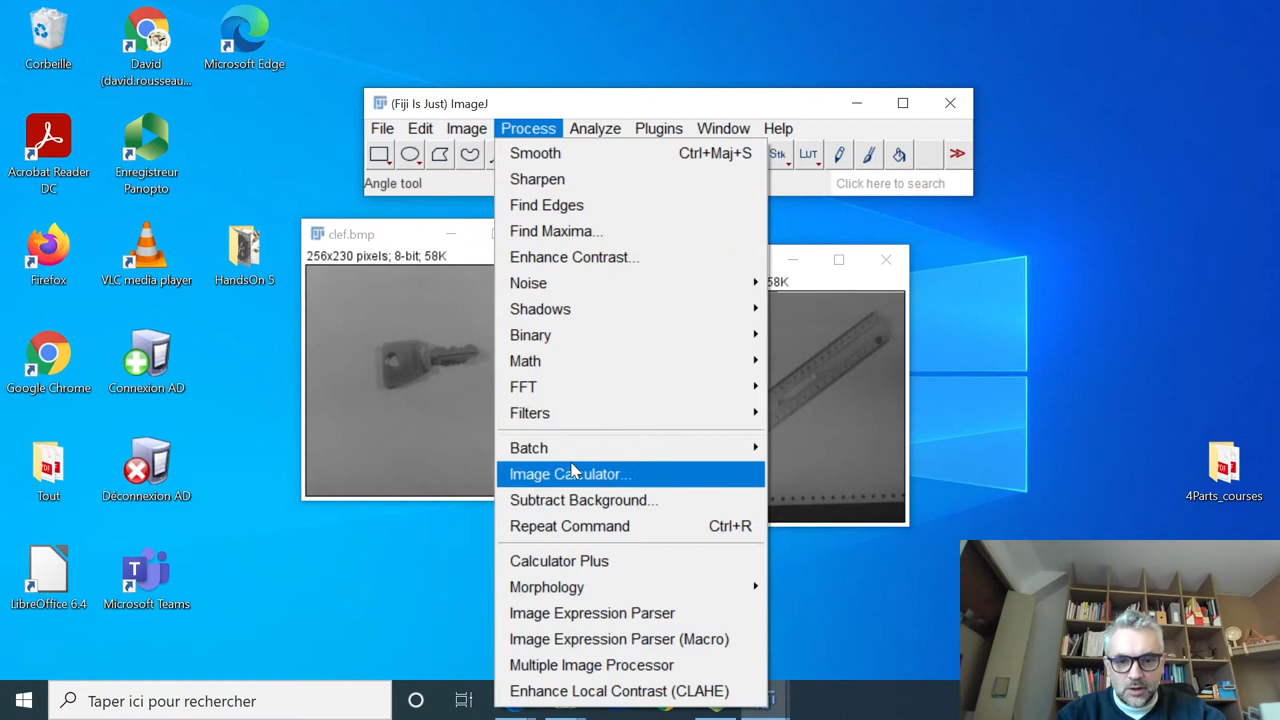 Corbeille
David
(david.rousseau...
Microsoft Edge
Acrobat Reader
DC
Enregistreur
Panopto
Firefox
VLC media player
HandsOn 5
Google Chrome
Connexion AD
Tout
Déconnexion AD
LibreOffice 6.4
Microsoft Teams
4Parts_courses
(Fiji Is Just) ImageJ
File Edit Image Process Analyze Plugins Window Help
Stk LUT >>
Angle tool
Click here to search
clef.bmp
256x230 pixels; 8-bit; 58K
58K
Smooth Ctrl+Maj+S
Sharpen
Find Edges
Find Maxima...
Enhance Contrast...
Noise
Shadows
Binary
Math
FFT
Filters
Batch
Image Calculator...
Subtract Background...
Repeat Command Ctrl+R
Calculator Plus
Morphology
Image Expression Parser
Image Expression Parser (Macro)
Multiple Image Processor
Enhance Local Contrast (CLAHE)
Taper ici pour rechercher